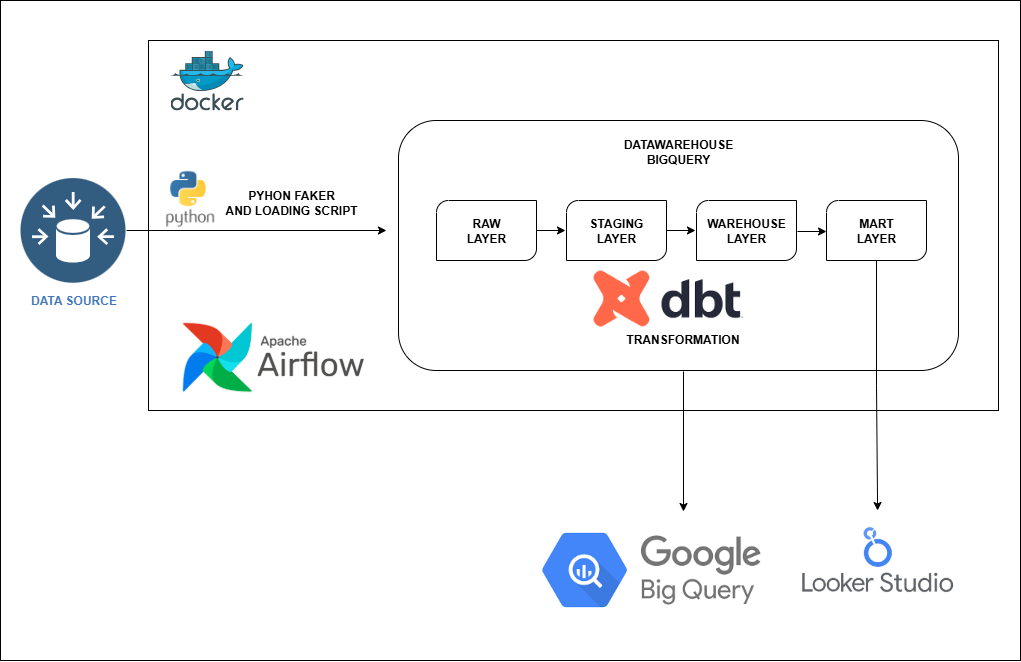 docker
DATAWAREHOUSE
BIGQUERY
python
PYHON FAKER
AND LOADING SCRIPT
RAW
LAYER
STAGING
LAYER
WAREHOUSE
LAYER
MART
LAYER
DATA SOURCE
dbt
TRANSFORMATION
Apache
Airflow
Google
Big Query
Looker Studio